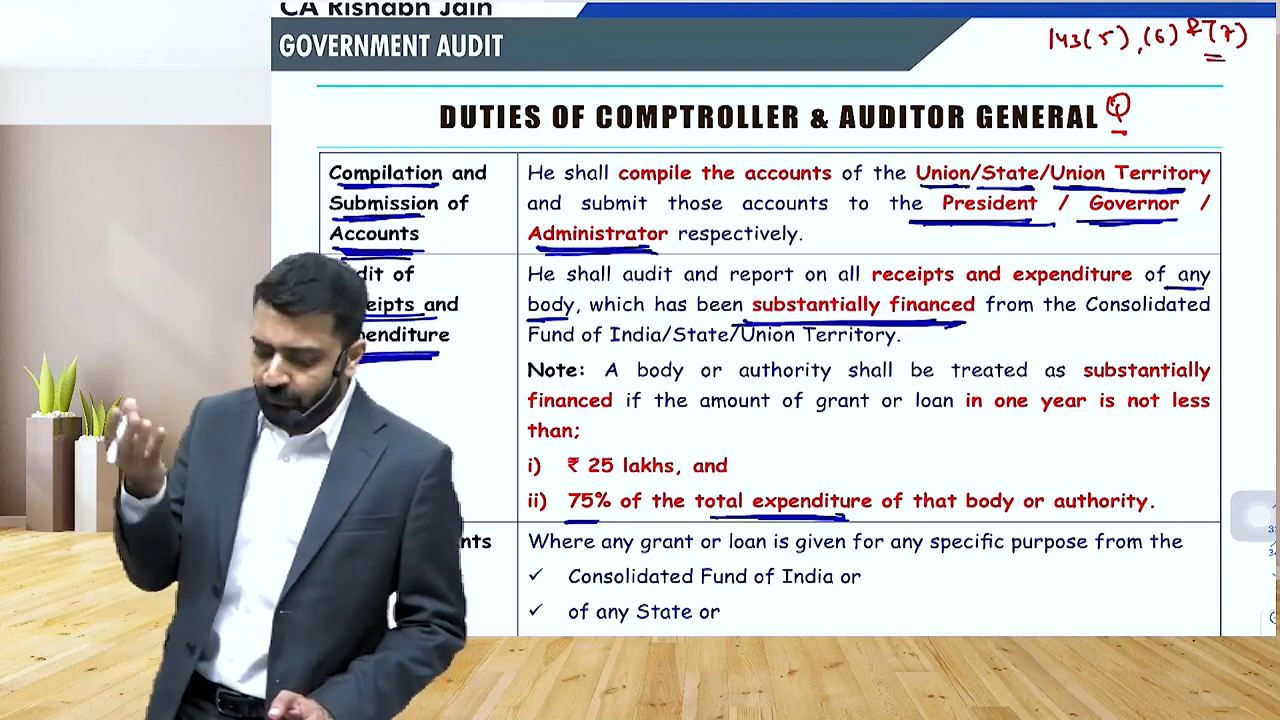 CA Rishabh Jain
GOVERNMENT AUDIT
143(5), (6) & (7)
DUTIES OF COMPTROLLER & AUDITOR GENERAL Q
Compilation and
Submission of
Accounts
He shall compile the accounts of the Union/State/Union Territory
and submit those accounts to the President / Governor /
Administrator respectively.
dit of
eipts and
enditure
He shall audit and report on all receipts and expenditure of any
body, which has been substantially financed from the Consolidated
Fund of India/State/Union Territory.
Note: A body or authority shall be treated as substantially
financed if the amount of grant or loan in one year is not less
than;
i) ₹ 25 lakhs, and
ii) 75% of the total expenditure of that body or authority.
nts
Where any grant or loan is given for any specific purpose from the
✓ Consolidated Fund of India or
✓ of any State or